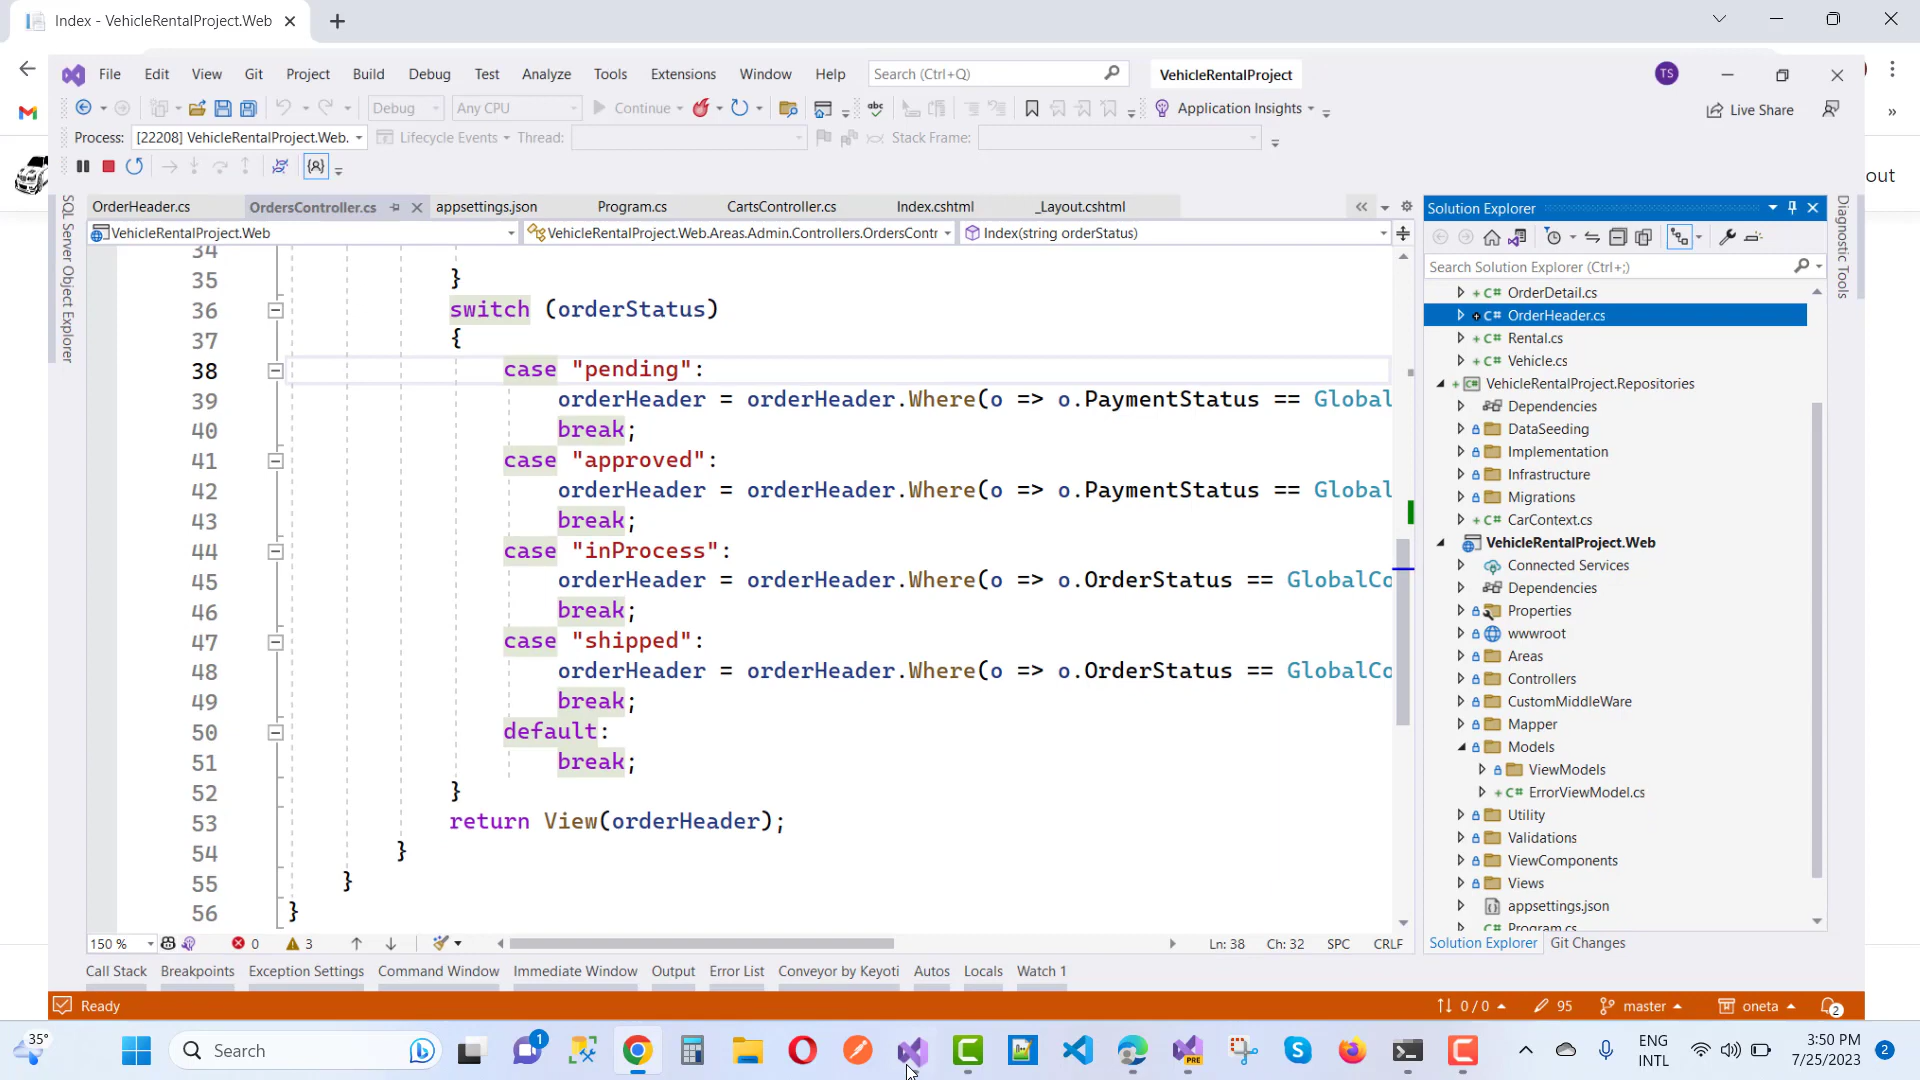 Index - VehicleRentalProject.Web
File Edit View Git Project Build Debug Test Analyze Tools Extensions Window Help Search (Ctrl+Q) VehicleRentalProject TS
Debug Any CPU Continue Application Insights Live Share
Process: [22208] VehicleRentalProject.Web. Lifecycle Events Thread: Stack Frame:
out
OrderHeader.cs OrdersController.cs appsettings.json Program.cs CartsController.cs Index.cshtml _Layout.cshtml
VehicleRentalProject.Web VehicleRentalProject.Web.Areas.Admin.Controllers.OrdersContr Index(string orderStatus)
SQL Server Object Explorer
34
35 }
36 switch (orderStatus)
37 {
38 case "pending":
39 orderHeader = orderHeader.Where(o => o.PaymentStatus == Global
40 break;
41 case "approved":
42 orderHeader = orderHeader.Where(o => o.PaymentStatus == Global
43 break;
44 case "inProcess":
45 orderHeader = orderHeader.Where(o => o.OrderStatus == GlobalCo
46 break;
47 case "shipped":
48 orderHeader = orderHeader.Where(o => o.OrderStatus == GlobalCo
49 break;
50 default:
51 break;
52 }
53 return View(orderHeader);
54 }
55 }
56 }
150 % 0 3 Ln: 38 Ch: 32 SPC CRLF
Solution Explorer
Search Solution Explorer (Ctrl+;)
C# OrderDetail.cs
C# OrderHeader.cs
C# Rental.cs
C# Vehicle.cs
VehicleRentalProject.Repositories
Dependencies
DataSeeding
Implementation
Infrastructure
Migrations
C# CarContext.cs
VehicleRentalProject.Web
Connected Services
Dependencies
Properties
wwwroot
Areas
Controllers
CustomMiddleWare
Mapper
Models
ViewModels
C# ErrorViewModel.cs
Utility
Validations
ViewComponents
Views
appsettings.json
Program.cs
Solution Explorer Git Changes
Diagnostic Tools
Call Stack Breakpoints Exception Settings Command Window Immediate Window Output Error List Conveyor by Keyoti Autos Locals Watch 1
Ready 0 / 0 95 master oneta 2
35° Search 1 PRE ENG
INTL
3:50 PM
7/25/2023 2